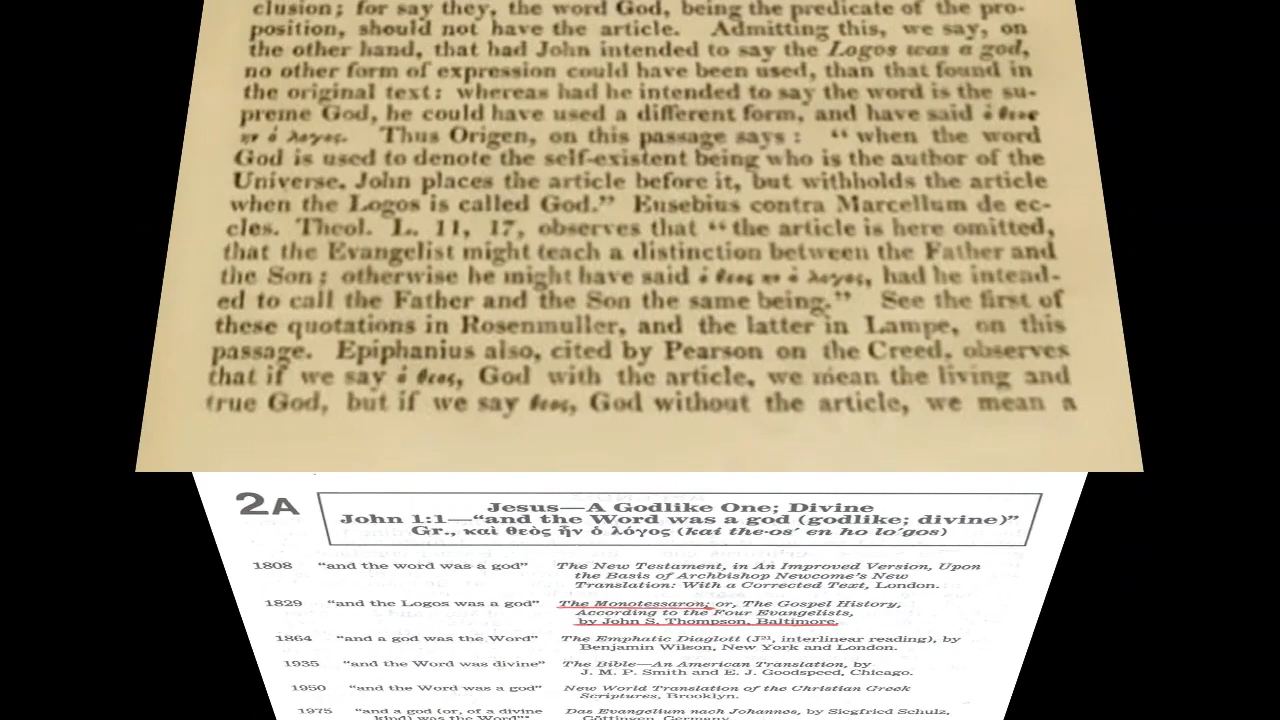 clusion; for say they, the word God, being the predicate of the pro-
position, should not have the article. Admitting this, we say, on
the other hand, that had John intended to say the Logos was a god,
no other form of expression could have been used, than that found in
the original text: whereas had he intended to say the word is the su-
preme God, he could have used a different form, and have said ὁ θεος
ην ὁ λογος. Thus Origen, on this passage says: "when the word
God is used to denote the self-existent being who is the author of the
Universe, John places the article before it, but withholds the article
when the Logos is called God." Eusebius contra Marcellum de ec-
cles. Theol. L. 11, 17, observes that "the article is here omitted,
that the Evangelist might teach a distinction between the Father and
the Son; otherwise he might have said ὁ θεος ην ὁ λογος, had he intend-
ed to call the Father and the Son the same being." See the first of
these quotations in Rosenmuller, and the latter in Lampe, on this
passage. Epiphanius also, cited by Pearson on the Creed, observes
that if we say ὁ θεος, God with the article, we mean the living and
true God, but if we say θεος, God without the article, we mean a
2A
Jesus—A Godlike One; Divine
John 1:1—"and the Word was a god (godlike; divine)"
Gr., καὶ θεὸς ἦν ὁ λόγος (kai the·os′ en ho lo′gos)
1808 "and the word was a god" The New Testament, in An Improved Version, Upon
the Basis of Archbishop Newcome's New
Translation: With a Corrected Text, London.
1829 "and the Logos was a god" The Monotessaron; or, The Gospel History,
According to the Four Evangelists,
by John S. Thompson, Baltimore.
1864 "and a god was the Word" The Emphatic Diaglott (J²¹, interlinear reading), by
Benjamin Wilson, New York and London.
1935 "and the Word was divine" The Bible—An American Translation, by
J. M. P. Smith and E. J. Goodspeed, Chicago.
1950 "and the Word was a god" New World Translation of the Christian Greek
Scriptures, Brooklyn.
1975 "and a god (or, of a divine Das Evangelium nach Johannes, by Siegfried Schulz,
kind) was the Word" Göttingen, Germany